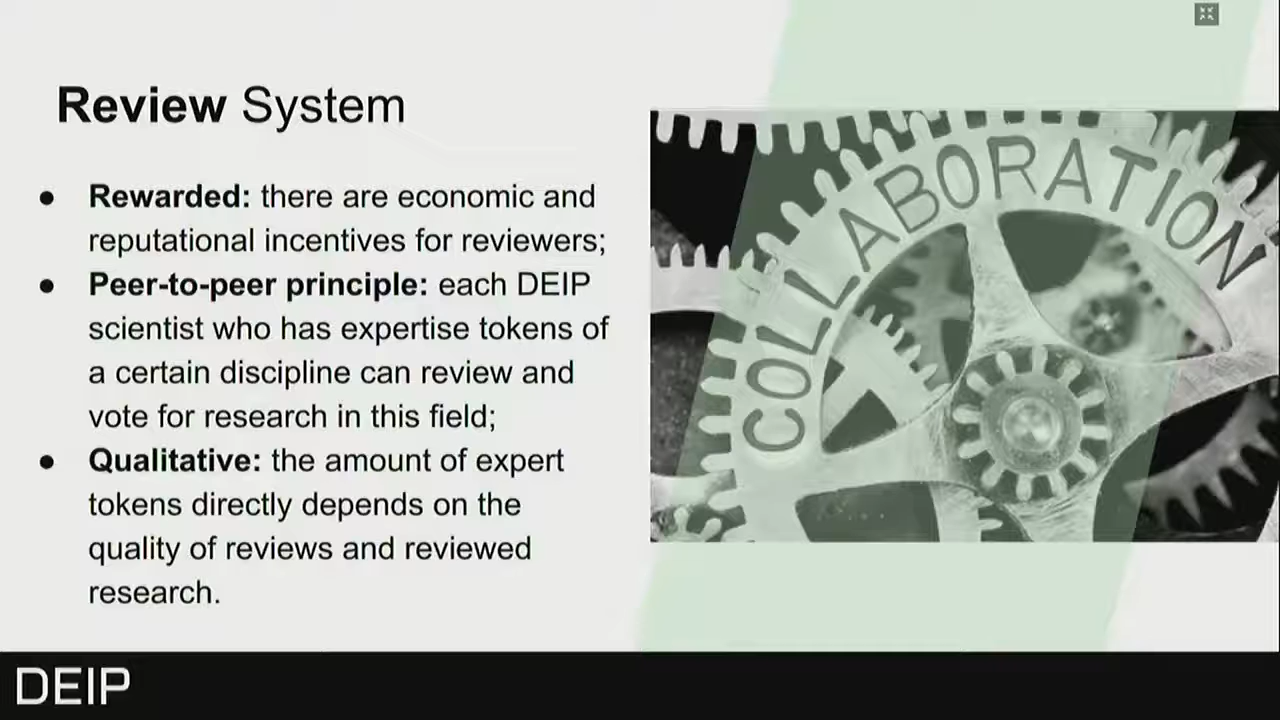 Review System
● Rewarded: there are economic and
reputational incentives for reviewers;
● Peer-to-peer principle: each DEIP
scientist who has expertise tokens of
a certain discipline can review and
vote for research in this field;
● Qualitative: the amount of expert
tokens directly depends on the
quality of reviews and reviewed
research.
COLLABORATION
DEIP